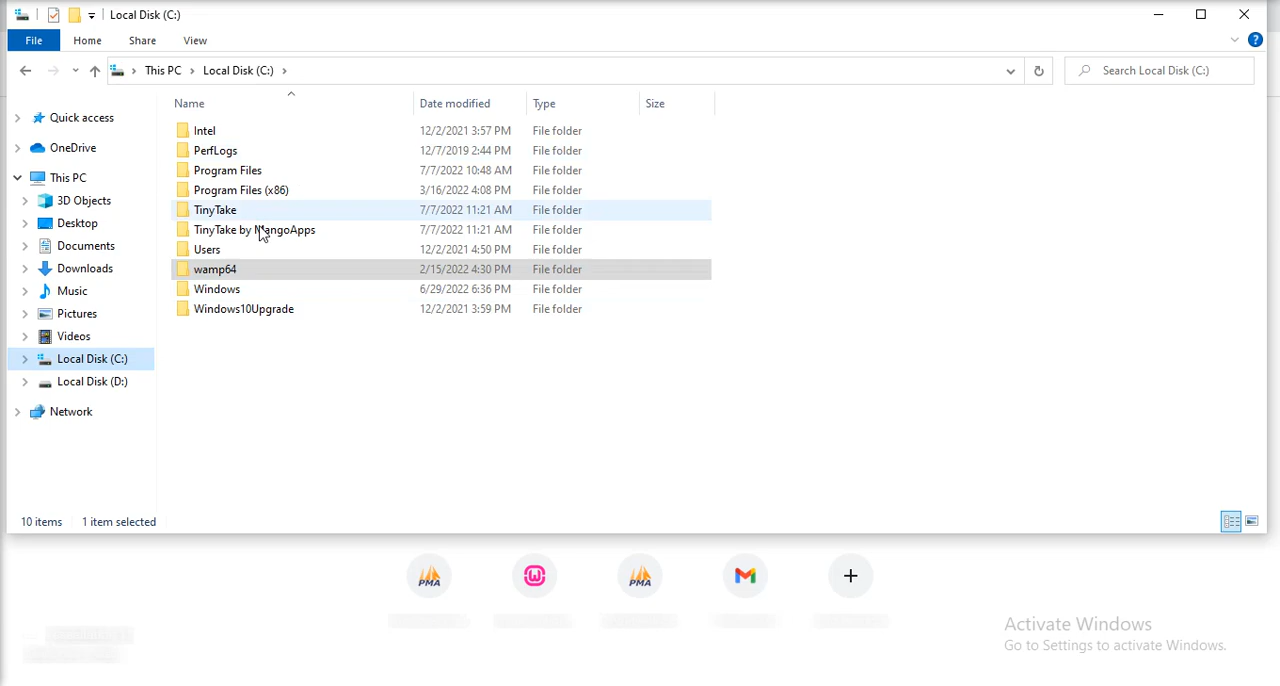 Local Disk (C:)
File Home Share View
This PC Local Disk (C:) Search Local Disk (C:)
Name Date modified Type Size
Quick access
OneDrive
This PC
3D Objects
Desktop
Documents
Downloads
Music
Pictures
Videos
Local Disk (C:)
Local Disk (D:)
Network
Intel 12/2/2021 3:57 PM File folder
PerfLogs 12/7/2019 2:44 PM File folder
Program Files 7/7/2022 10:48 AM File folder
Program Files (x86) 3/16/2022 4:08 PM File folder
TinyTake 7/7/2022 11:21 AM File folder
TinyTake by MangoApps 7/7/2022 11:21 AM File folder
Users 12/2/2021 4:50 PM File folder
wamp64 2/15/2022 4:30 PM File folder
Windows 6/29/2022 6:36 PM File folder
Windows10Upgrade 12/2/2021 3:59 PM File folder
10 items 1 item selected
PMA PMA
Activate Windows
Go to Settings to activate Windows.